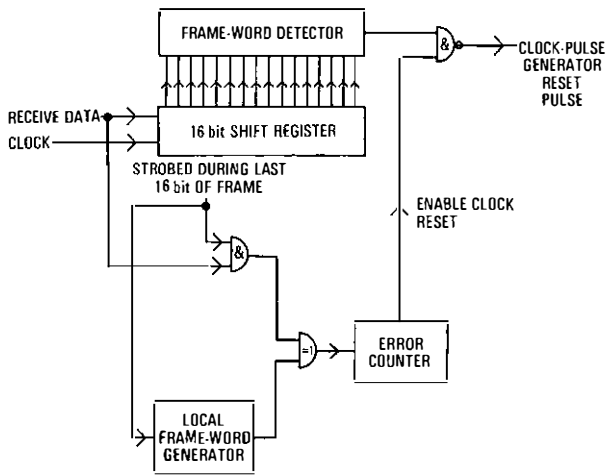 FRAME-WORD DETECTOR
&
CLOCK-PULSE
GENERATOR
RESET
PULSE
RECEIVE DATA
CLOCK
16 bit SHIFT REGISTER
STROBED DURING LAST
16 bit OF FRAME
ENABLE CLOCK
RESET
&
=1
ERROR
COUNTER
LOCAL
FRAME-WORD
GENERATOR